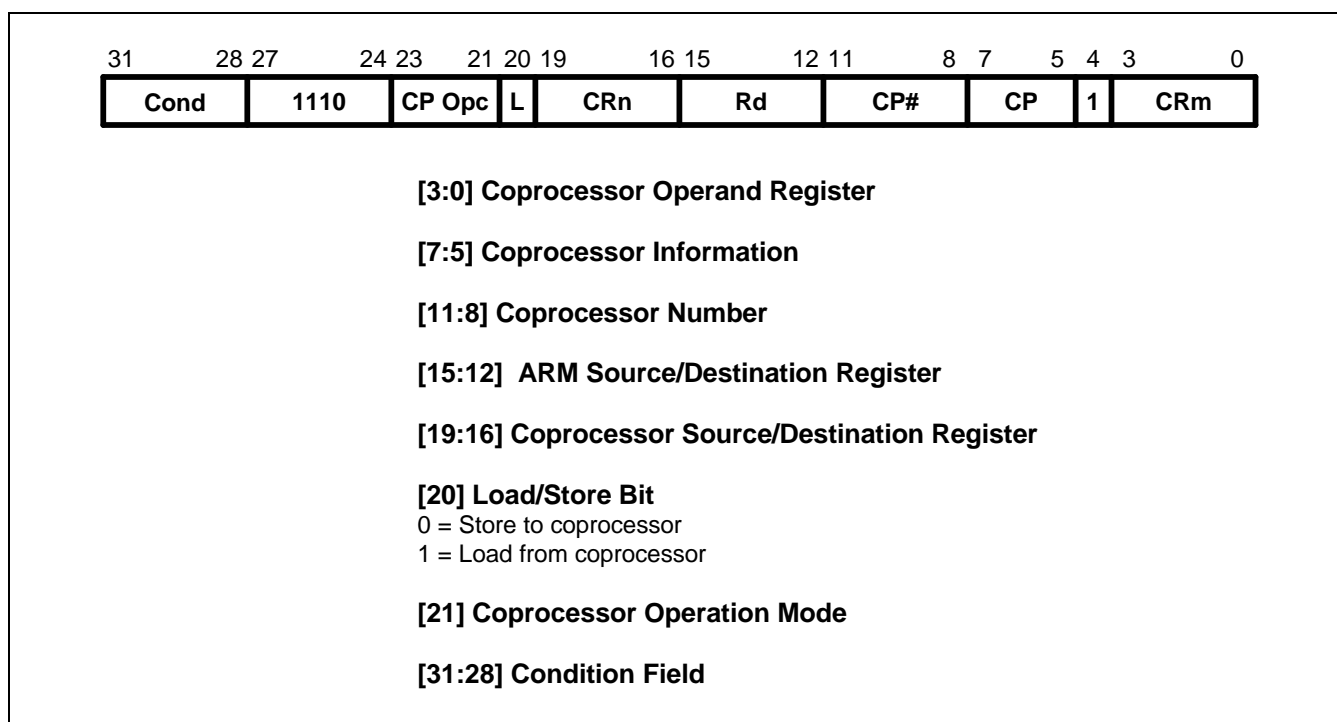 31 28 27 24 23 21 20 19 16 15 12 11 8 7 5 4 3 0
Cond 1110 CP Opc L CRn Rd CP# CP 1 CRm
[3:0] Coprocessor Operand Register
[7:5] Coprocessor Information
[11:8] Coprocessor Number
[15:12] ARM Source/Destination Register
[19:16] Coprocessor Source/Destination Register
[20] Load/Store Bit
0 = Store to coprocessor
1 = Load from coprocessor
[21] Coprocessor Operation Mode
[31:28] Condition Field